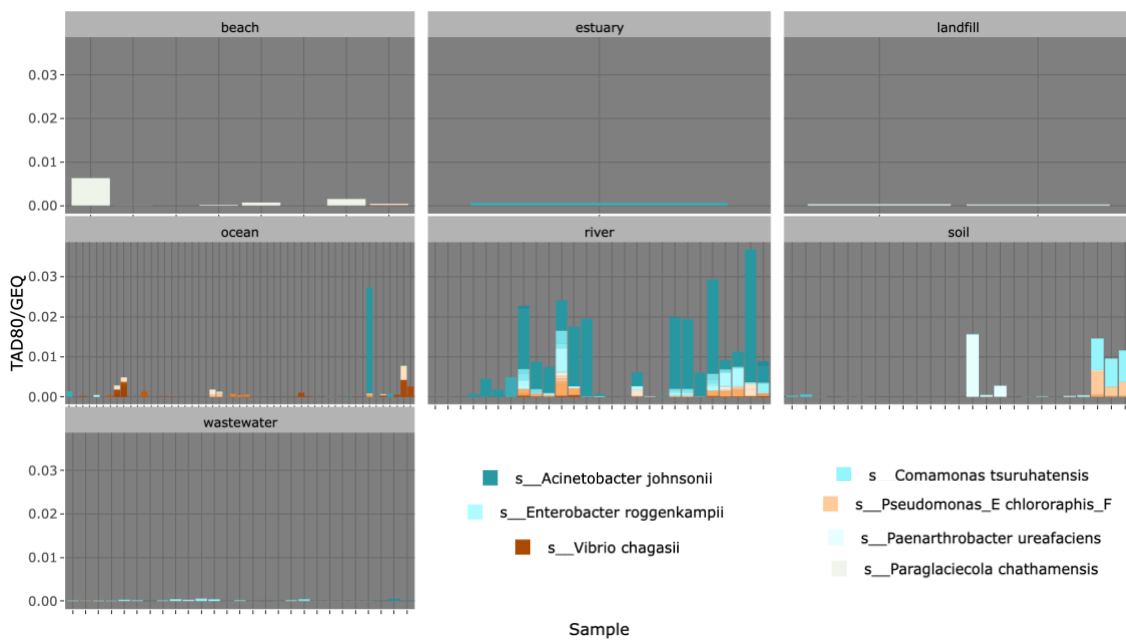 beach
estuary
landfill
0.03
0.02
0.01
0.00
ocean
river
soil
0.03
0.02
0.01
0.00
TAD80/GEQ
wastewater
0.03
0.02
0.01
0.00
s__Acinetobacter johnsonii
s__Enterobacter roggenkampii
s__Vibrio chagasii
s__Comamonas tsuruhatensis
s__Pseudomonas_E chlororaphis_F
s__Paenarthrobacter ureafaciens
s__Paraglaciecola chathamensis
Sample